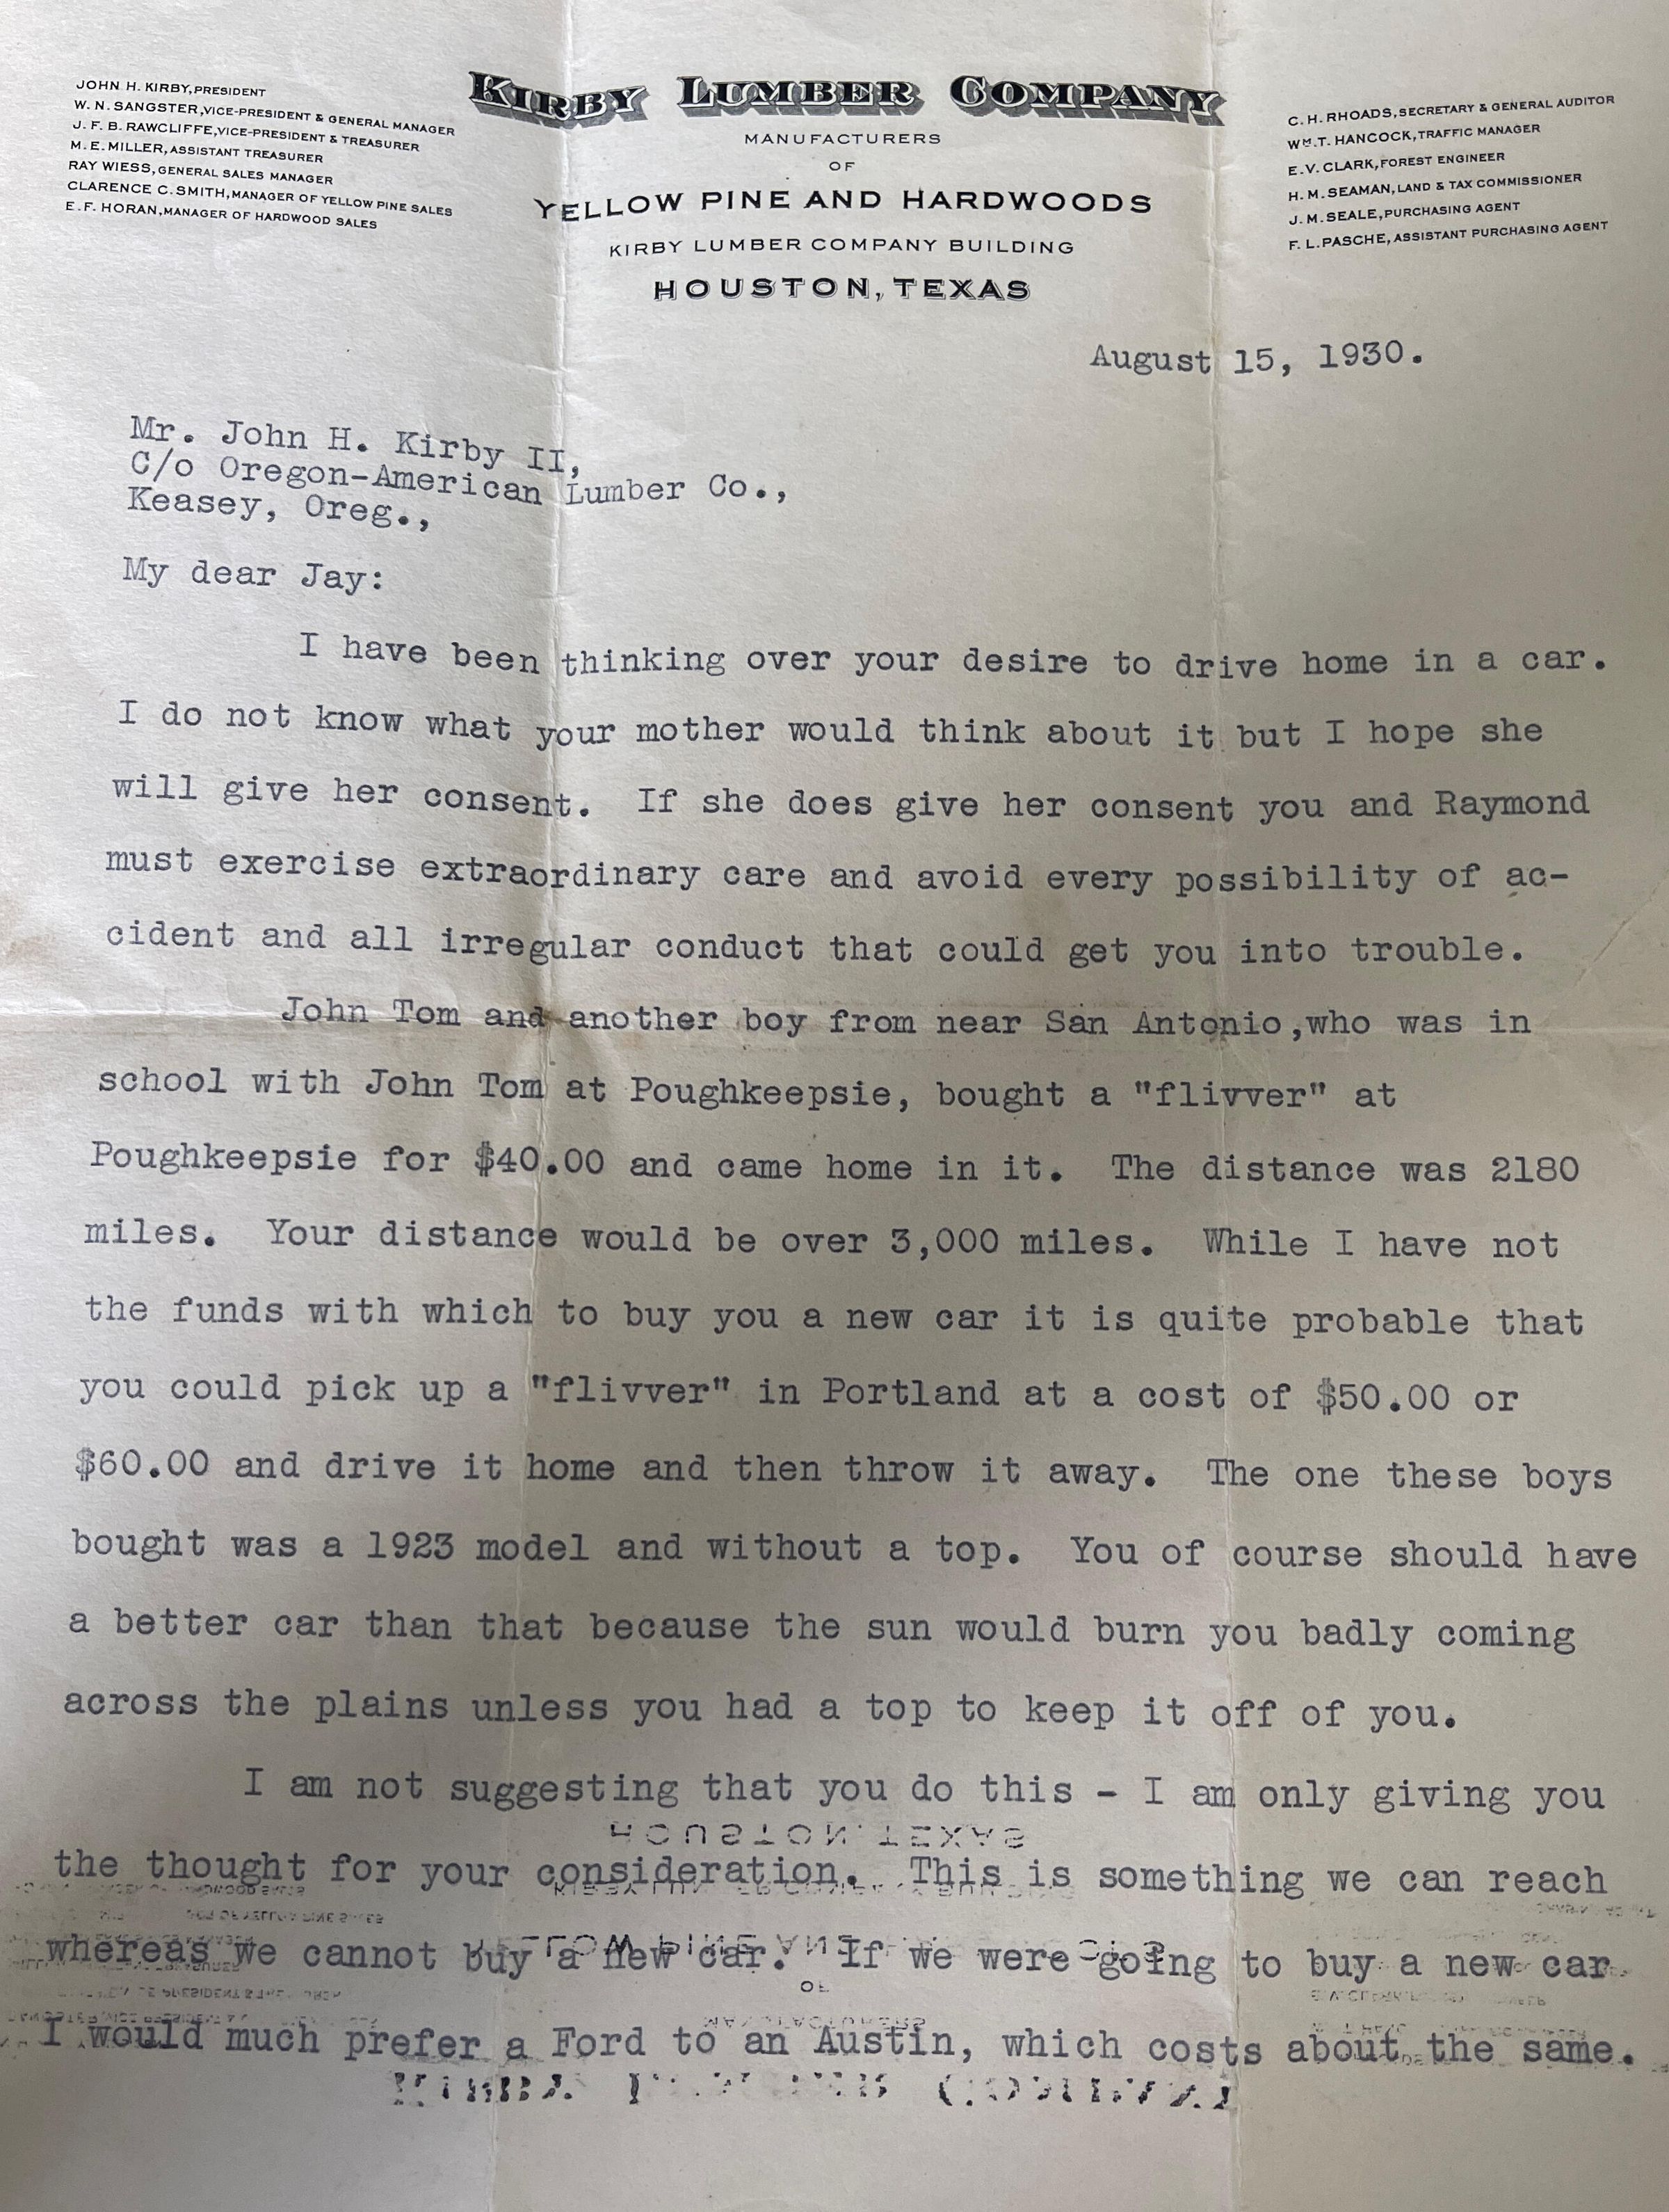 KIRBY LUMBER COMPANY
MANUFACTURERS
OF
YELLOW PINE AND HARDWOODS
KIRBY LUMBER COMPANY BUILDING
HOUSTON, TEXAS
JOHN H. KIRBY, PRESIDENT
W. N. SANGSTER, VICE-PRESIDENT & GENERAL MANAGER
J. F. B. RAWCLIFFE, VICE-PRESIDENT & TREASURER
M. E. MILLER, ASSISTANT TREASURER
RAY WIESS, GENERAL SALES MANAGER
CLARENCE C. SMITH, MANAGER OF YELLOW PINE SALES
E. F. HORAN, MANAGER OF HARDWOOD SALES
C. H. RHOADS, SECRETARY & GENERAL AUDITOR
WM. T. HANCOCK, TRAFFIC MANAGER
E. V. CLARK, FOREST ENGINEER
H. M. SEAMAN, LAND & TAX COMMISSIONER
J. M. SEALE, PURCHASING AGENT
F. L. PASCHE, ASSISTANT PURCHASING AGENT
August 15, 1930.
Mr. John H. Kirby II,
C/o Oregon-American Lumber Co.,
Keasey, Oreg.,
My dear Jay:
I have been thinking over your desire to drive home in a car.
I do not know what your mother would think about it but I hope she
will give her consent. If she does give her consent you and Raymond
must exercise extraordinary care and avoid every possibility of ac-
cident and all irregular conduct that could get you into trouble.
John Tom and another boy from near San Antonio,who was in
school with John Tom at Poughkeepsie, bought a "flivver" at
Poughkeepsie for $40.00 and came home in it. The distance was 2180
miles. Your distance would be over 3,000 miles. While I have not
the funds with which to buy you a new car it is quite probable that
you could pick up a "flivver" in Portland at a cost of $50.00 or
$60.00 and drive it home and then throw it away. The one these boys
bought was a 1923 model and without a top. You of course should have
a better car than that because the sun would burn you badly coming
across the plains unless you had a top to keep it off of you.
I am not suggesting that you do this - I am only giving you
the thought for your consideration. This is something we can reach
whereas we cannot buy a new car. If we were going to buy a new car
I would much prefer a Ford to an Austin, which costs about the same.